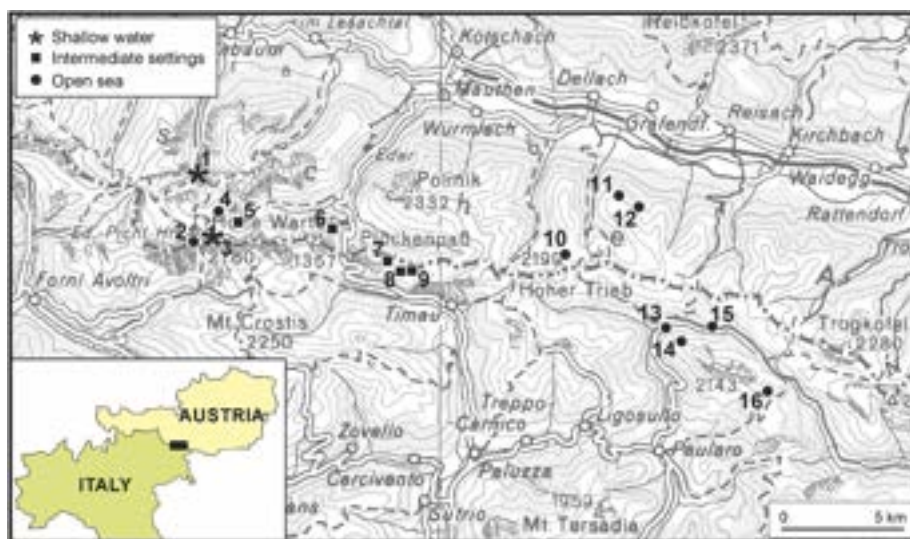 Shallow water
Intermediate settings
Open sea
Lesachtal
Kötschach
2371
Mauthen
Dellach
Wurmlach
Grafendf.
Reisach
Kirchbach
Waidegg
Rattendorf
Eder
Polinik
2332
1
2
3
4
5
6
7
8
9
10
11
12
13
14
15
16
C
A
Plöckenpaß
Hoher Trieb
Forni Avoltri
Timau
Mt. Crostis
2250
Trogkofel
2280
2143
Treppo-
Carnico
Ligosullo
Zovello
Cercivento
Paluzza
Paularo
Sutrio
1959
Mt Tersadia
AUSTRIA
ITALY
0 5 km